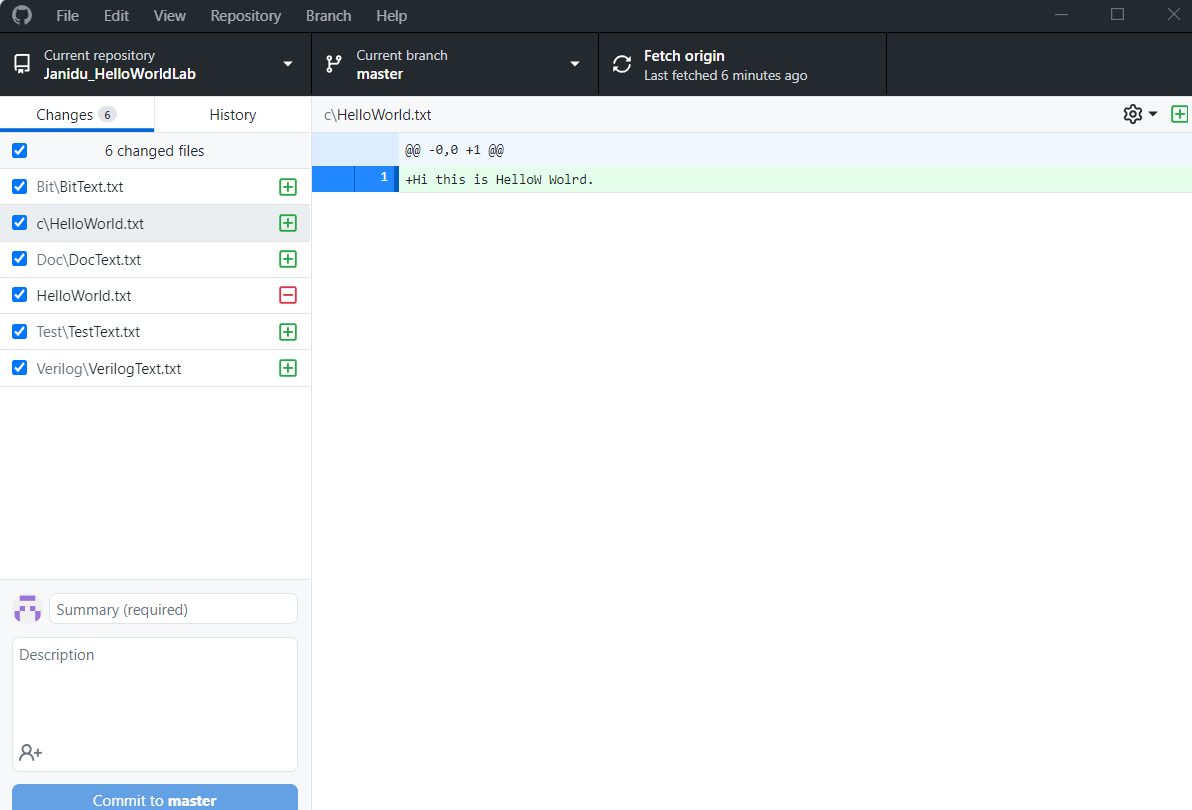 File Edit View Repository Branch Help
Current repository
Janidu_HelloWorldLab
Current branch
master
Fetch origin
Last fetched 6 minutes ago
Changes 6
History
c\HelloWorld.txt
6 changed files
Bit\BitText.txt
c\HelloWorld.txt
Doc\DocText.txt
HelloWorld.txt
Test\TestText.txt
Verilog\VerilogText.txt
@@ -0,0 +1 @@
1 +Hi this is HelloW Wolrd.
Summary (required)
Description
Commit to master